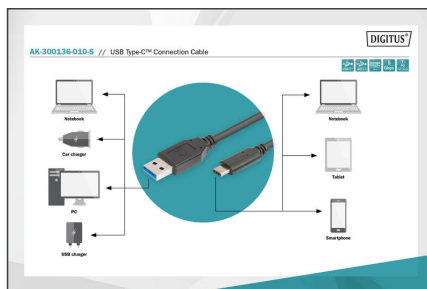 DIGITUS®
AK-300136-010-S // USB Type-C™ Connection Cable
Notebook
Car charger
PC
USB charger
Notebook
Tablet
Smartphone